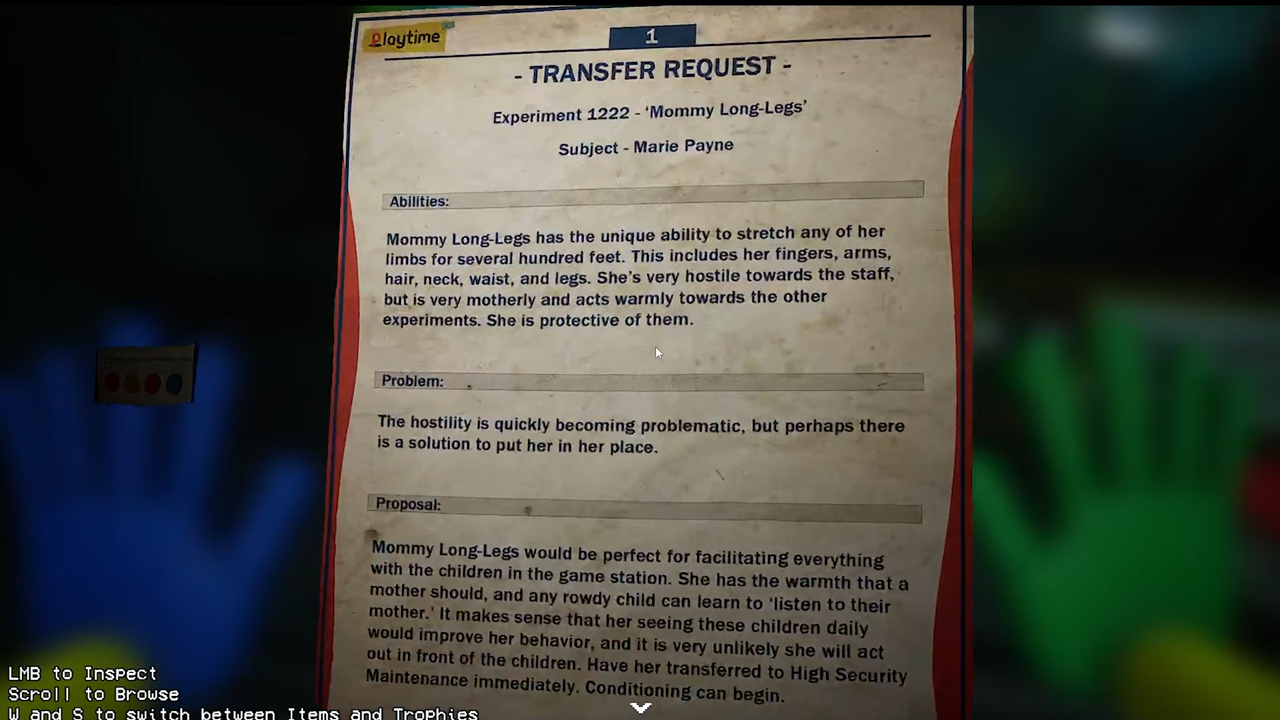 Playtime
1
- TRANSFER REQUEST -
Experiment 1222 - ‘Mommy Long-Legs’
Subject - Marie Payne
Abilities:
Mommy Long-Legs has the unique ability to stretch any of her
limbs for several hundred feet. This includes her fingers, arms,
hair, neck, waist, and legs. She's very hostile towards the staff,
but is very motherly and acts warmly towards the other
experiments. She is protective of them.
Problem:
The hostility is quickly becoming problematic, but perhaps there
is a solution to put her in her place.
Proposal:
Mommy Long-Legs would be perfect for facilitating everything
with the children in the game station. She has the warmth that a
mother should, and any rowdy child can learn to ‘listen to their
mother.’ It makes sense that her seeing these children daily
would improve her behavior, and it is very unlikely she will act
out in front of the children. Have her transferred to High Security
Maintenance immediately. Conditioning can begin.
LMB to Inspect
Scroll to Browse
W and S to switch between Items and Trophies